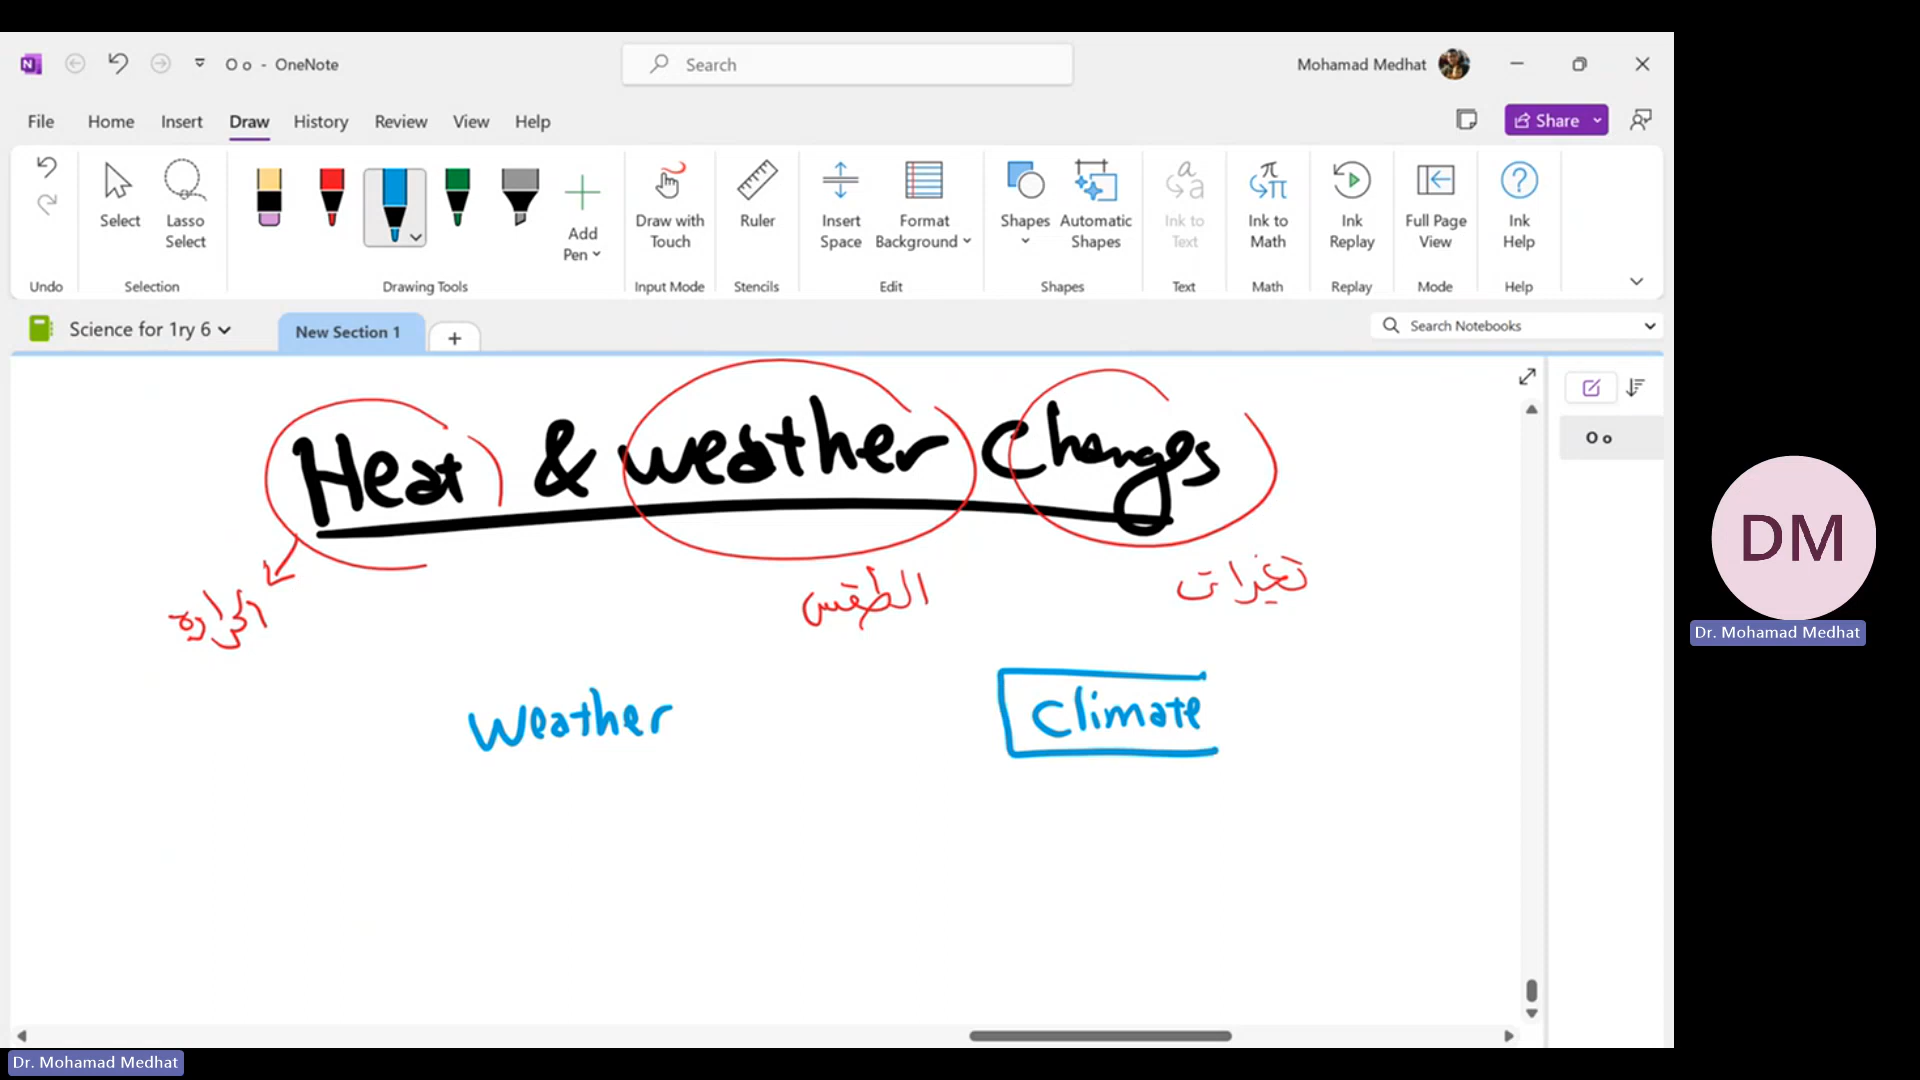 O o - OneNote
Search
Mohamad Medhat
File Home Insert Draw History Review View Help
Share
Select
Lasso Select
Add Pen
Draw with Touch
Ruler
Insert Space
Format Background
Shapes
Automatic Shapes
Ink to Text
Ink to Math
Ink Replay
Full Page View
Ink Help
Undo Selection Drawing Tools Input Mode Stencils Edit Shapes Text Math Replay Mode Help
Science for 1ry 6
New Section 1
Search Notebooks
O o
Heat & weather Changes
الحرارة الطقس تغيرات
Weather Climate
DM
Dr. Mohamad Medhat
Dr. Mohamad Medhat